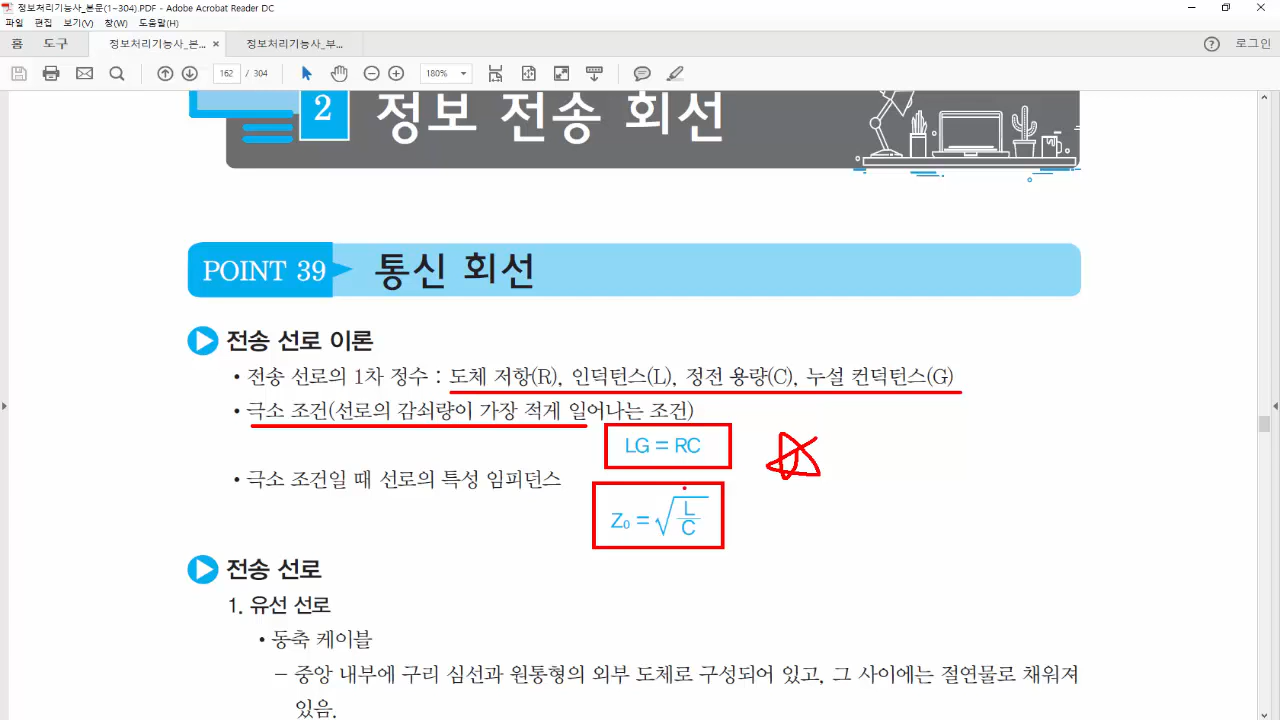 정보처리기능사_본문(1~304).PDF - Adobe Acrobat Reader DC
파일 편집 보기(V) 창(W) 도움말(H)
홈 도구 정보처리기능사_본... × 정보처리기능사_부... 로그인
162 / 304 180%
2 정보 전송 회선
POINT 39 통신 회선
전송 선로 이론
• 전송 선로의 1차 정수 : 도체 저항(R), 인덕턴스(L), 정전 용량(C), 누설 컨덕턴스(G)
• 극소 조건(선로의 감쇠량이 가장 적게 일어나는 조건)
LG = RC
• 극소 조건일 때 선로의 특성 임피던스
Z₀ = √(L/C)
전송 선로
1. 유선 선로
• 동축 케이블
− 중앙 내부에 구리 심선과 원통형의 외부 도체로 구성되어 있고, 그 사이에는 절연물로 채워져
있음.